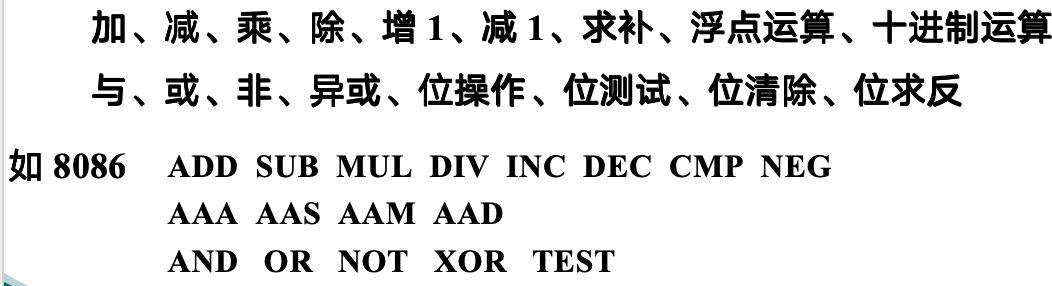 加、减、乘、除、增 1、减 1、求补、浮点运算、十进制运算
与、或、非、异或、位操作、位测试、位清除、位求反
如 8086 ADD SUB MUL DIV INC DEC CMP NEG
AAA AAS AAM AAD
AND OR NOT XOR TEST